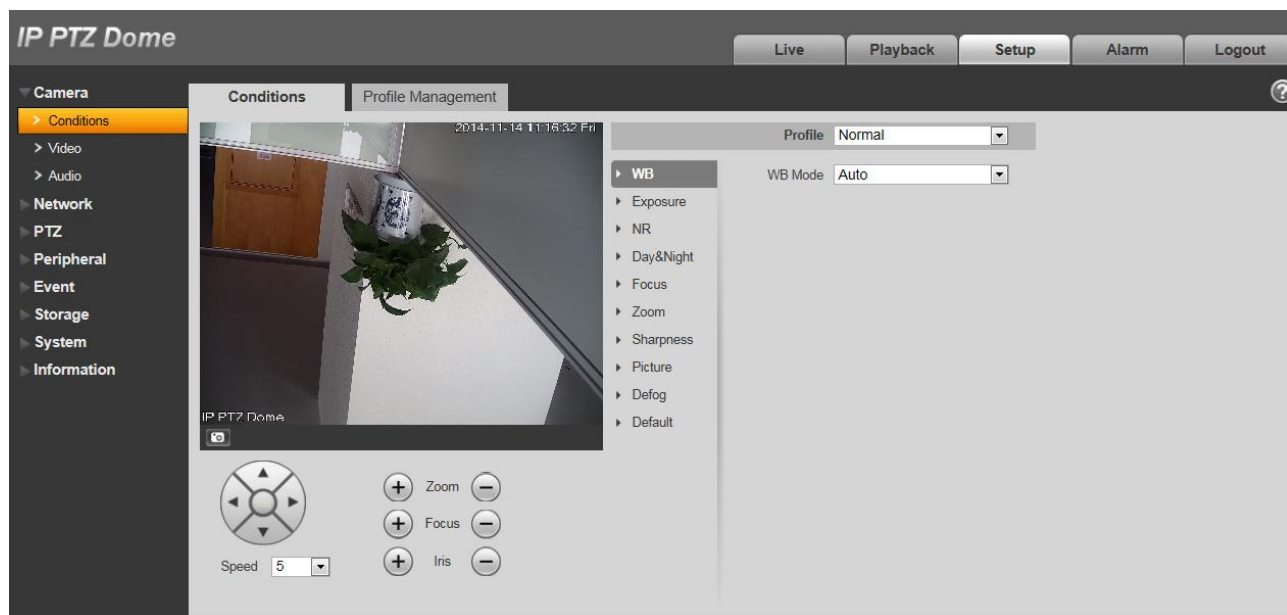 IP PTZ Dome
Live
Playback
Setup
Alarm
Logout
Camera
Conditions
Video
Audio
Network
PTZ
Peripheral
Event
Storage
System
Information
Conditions
Profile Management
2014-11-14 11:16:32 Fri
IP PTZ Dome
Zoom
Focus
Iris
Speed 5
WB
Exposure
NR
Day&Night
Focus
Zoom
Sharpness
Picture
Defog
Default
Profile Normal
WB Mode Auto